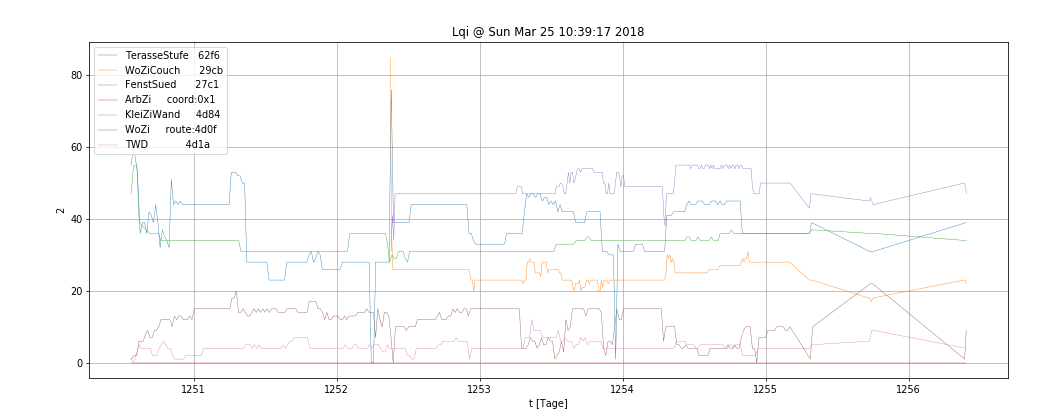 Lqi @ Sun Mar 25 10:39:17 2018
TerasseStufe 62f6
WoZiCouch 29cb
FenstSued 27c1
ArbZi coord:0x1
KleiZiWand 4d84
WoZi route:4d0f
TWD 4d1a
80
60
40
20
0
2
1251 1252 1253 1254 1255 1256
t [Tage]